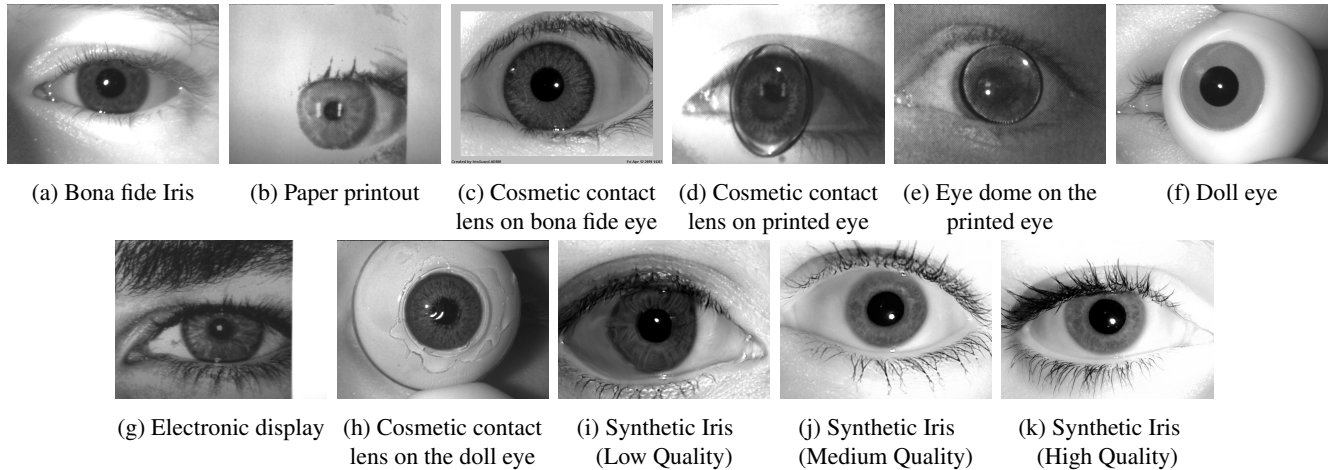 (a) Bona fide Iris
(b) Paper printout
(c) Cosmetic contact
lens on bona fide eye
(d) Cosmetic contact
lens on printed eye
(e) Eye dome on the
printed eye
(f) Doll eye
(g) Electronic display
(h) Cosmetic contact
lens on the doll eye
(i) Synthetic Iris
(Low Quality)
(j) Synthetic Iris
(Medium Quality)
(k) Synthetic Iris
(High Quality)